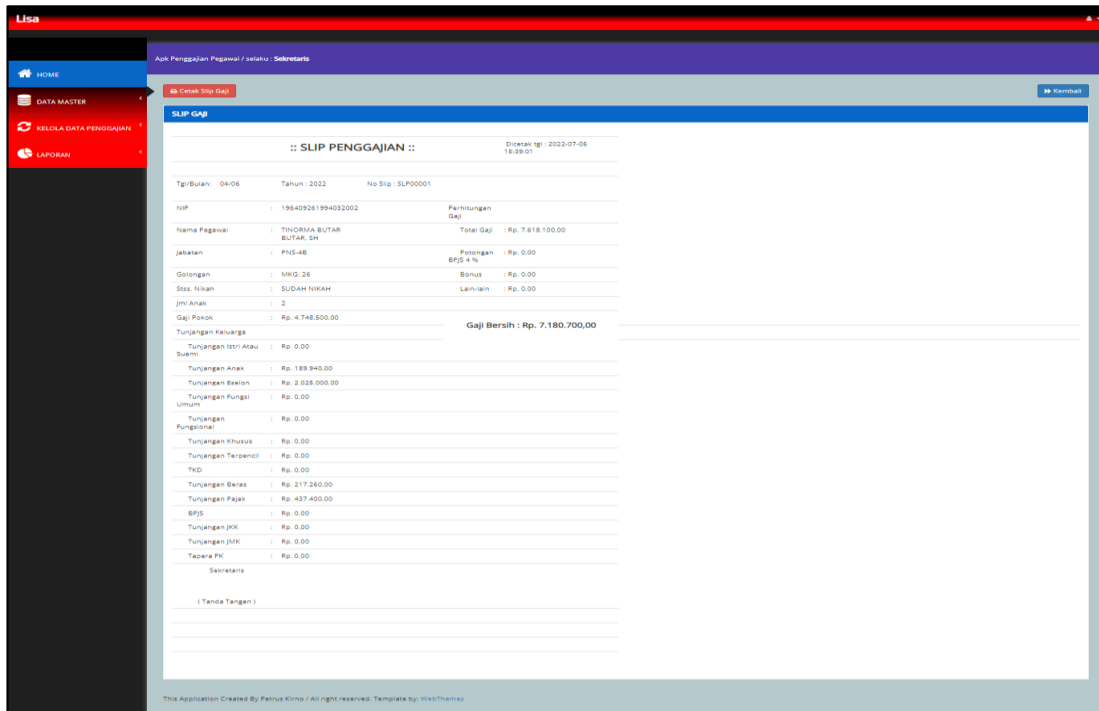 Lisa
Apk Penggajian Pegawai / selaku : Sekretaris
HOME
DATA MASTER
KELOLA DATA PENGGAJIAN
LAPORAN
Cetak Slip Gaji
Kembali
SLIP GAJI
:: SLIP PENGGAJIAN ::
Dicetak tgl : 2022-07-05
15:39:01
Tgl/Bulan: 04/06 Tahun : 2022 No Slip : SLP00001
NIP : 196409261994032002 Perhitungan
Gaji
Nama Pegawai : TINORMA BUTAR Total Gaji : Rp. 7.618.100,00
BUTAR, SH
Jabatan : PNS-4B Potongan : Rp. 0,00
BPJS 4 %
Golongan : MKG: 26 Bonus : Rp. 0,00
Stss. Nikah : SUDAH NIKAH Lain-lain : Rp. 0,00
Jml Anak : 2
Gaji Pokok : Rp. 4.748.500,00
Gaji Bersih : Rp. 7.180.700,00
Tunjangan Keluarga
Tunjangan Istri Atau : Rp. 0,00
Suami
Tunjangan Anak : Rp. 189.940,00
Tunjangan Eselon : Rp. 2.025.000,00
Tunjangan Fungsi : Rp. 0,00
Umum
Tunjangan : Rp. 0,00
Fungsional
Tunjangan Khusus : Rp. 0,00
Tunjangan Terpencil : Rp. 0,00
TKD : Rp. 0,00
Tunjangan Beras : Rp. 217.260,00
Tunjangan Pajak : Rp. 437.400,00
BPJS : Rp. 0,00
Tunjangan JKK : Rp. 0,00
Tunjangan JMK : Rp. 0,00
Tapera PK : Rp. 0,00
Sekretaris
( Tanda Tangan )
This Application Created By Petrus Kirno / All right reserved. Template by: WebThemes